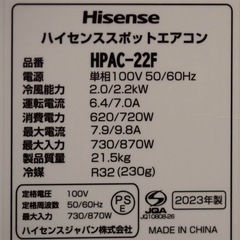 Hisense
ハイセンススポットエアコン
品番 HPAC-22F
電源 単相100V 50/60Hz
冷風能力 2.0/2.2kW
運転電流 6.4/7.0A
消費電力 620/720W
最大電流 7.9/9.8A
最大入力 730/870W
製品質量 21.5kg
冷媒 R32 (230g)
定格電圧: 100V
定格周波数: 50/60Hz
最大入力: 730/870W
ハイセンスジャパン株式会社
PS
E
JQA
JQ10808-26
2023年製
MADE IN CHINA